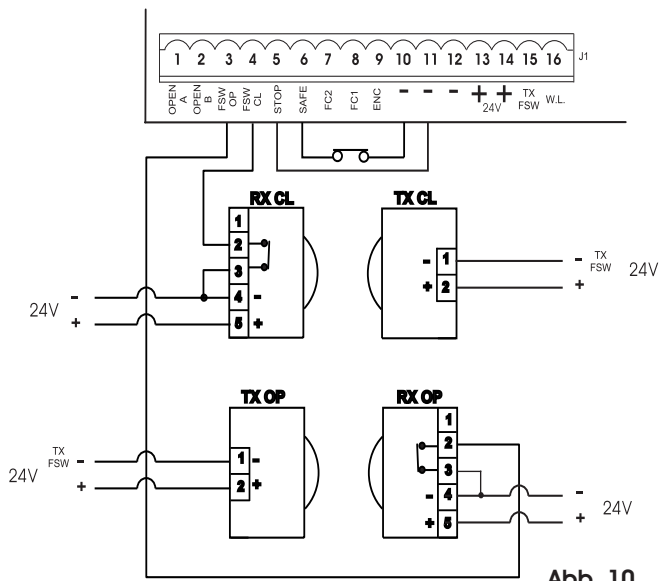 1 2 3 4 5 6 7 8 9 10 11 12 13 14 15 16 J1
OPEN A
OPEN B
FSW OP
FSW CL
STOP
SAFE
FC2
FC1
ENC
- - - + +
24V
TX FSW
W.L.
RX CL
TX CL
1
2
3
4 -
5 +
- 24V +
- 1
+ 2
- TX FSW 24V
+
TX OP
RX OP
TX FSW -
24V
+
1 -
2 +
1
2
3
- 4
+ 5
- 24V
+
Abb. 10